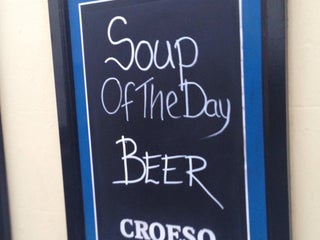 Soup
Of The Day
BEER
CROESO